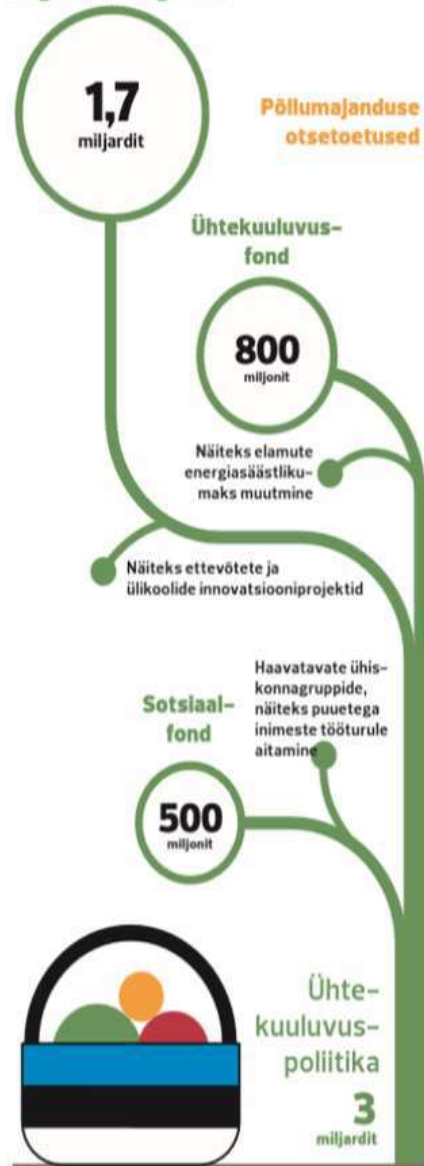 1,7
miljardit
Põllumajanduse
otsetoetused
Ühtekuuluvus-
fond
800
miljonit
Näiteks elamute
energiasäästliku-
maks muutmine
Näiteks ettevõtete ja
ülikoolide innovatsiooniprojektid
Haavatavate ühis-
konnagruppide,
näiteks puuetega
inimeste tööturule
aitamine
Sotsiaal-
fond
500
miljonit
Ühte-
kuuluvus-
poliitika
3
miljardit